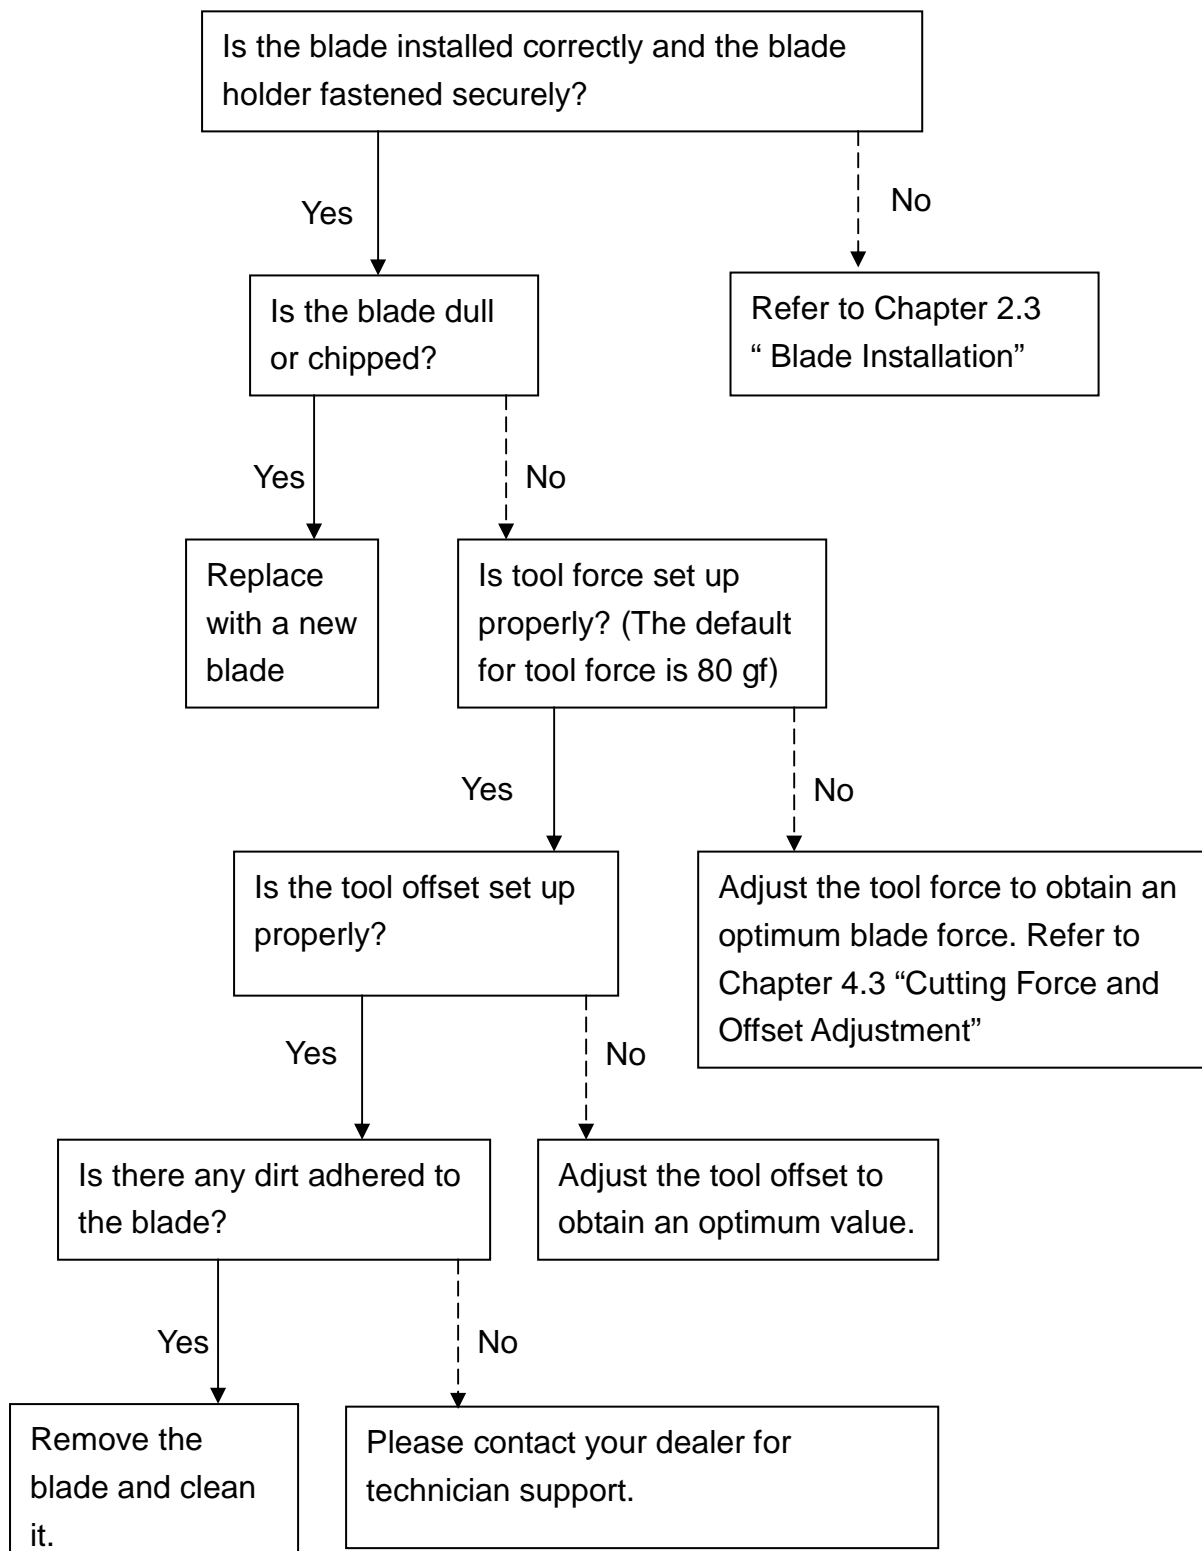 Is the blade installed correctly and the blade
holder fastened securely?
Yes
No
Is the blade dull
or chipped?
Refer to Chapter 2.3
“ Blade Installation”
Yes
No
Replace
with a new
blade
Is tool force set up
properly? (The default
for tool force is 80 gf)
Yes
No
Is the tool offset set up
properly?
Adjust the tool force to obtain an
optimum blade force. Refer to
Chapter 4.3 “Cutting Force and
Offset Adjustment”
Yes
No
Is there any dirt adhered to
the blade?
Adjust the tool offset to
obtain an optimum value.
Yes
No
Remove the
blade and clean
it.
Please contact your dealer for
technician support.